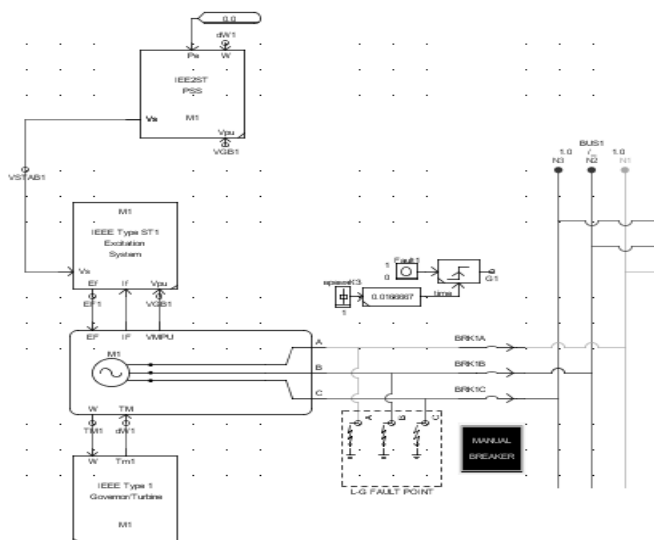 0.0
dW1
Pe W
IEE2ST
PSS
M1
Vs
Vpu
VGB1
VSTAB1
M1
IEEE Type ST1
Excitation
System
Vs
Ef If Vpu
EF1 VGB1
EF IF VMPU
M1
A
B
C
W TM
TM1 dW1
W Tm1
IEEE Type 1
Governor/Turbine
M1
1
0
Fault1
G1
0.0166667
time
1
BRK1A
BRK1B
BRK1C
A B C
L-G FAULT POINT
MANUAL
BREAKER
BUS1
1.0 1.0
N3 N2 N1